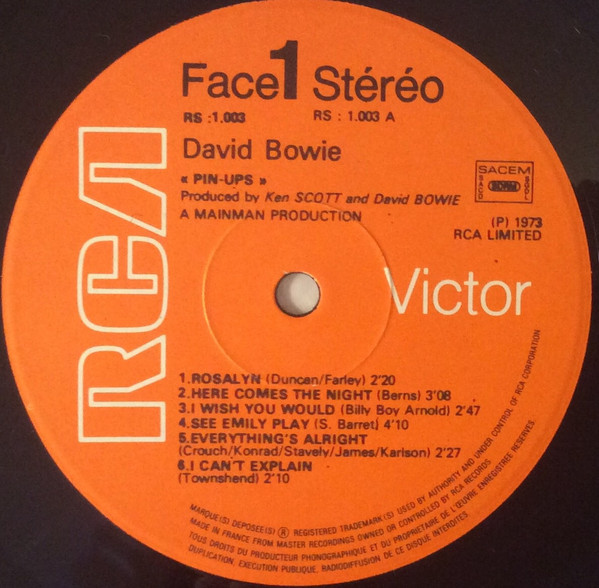 Face 1 Stéréo
RS :1.003 RS : 1.003 A
David Bowie
« PIN-UPS »
Produced by Ken SCOTT and David BOWIE
A MAINMAN PRODUCTION
SACEM
SACD SDRM SGDL
(P) 1973
RCA LIMITED
RCA Victor
1.ROSALYN (Duncan/Farley) 2'20
2.HERE COMES THE NIGHT (Berns) 3'08
3.I WISH YOU WOULD (Billy Boy Arnold) 2'47
4.SEE EMILY PLAY (S. Barret) 4'10
5.EVERYTHING'S ALRIGHT
(Crouch/Konrad/Stavely/James/Karlson) 2'27
6.I CAN'T EXPLAIN
(Townshend) 2'10
MARQUE(S) DEPOSEE(S) ® REGISTERED TRADEMARK(S) USED BY AUTHORITY AND UNDER CONTROL OF RCA CORPORATION
MADE IN FRANCE FROM MASTER RECORDINGS OWNED OR CONTROLLED BY RCA RECORDS
TOUS DROITS DU PRODUCTEUR PHONOGRAPHIQUE ET DU PROPRIETAIRE DE L'ŒUVRE ENREGISTREE RESERVES.
DUPLICATION, EXECUTION PUBLIQUE, RADIODIFFUSION DE CE DISQUE INTERDITES.